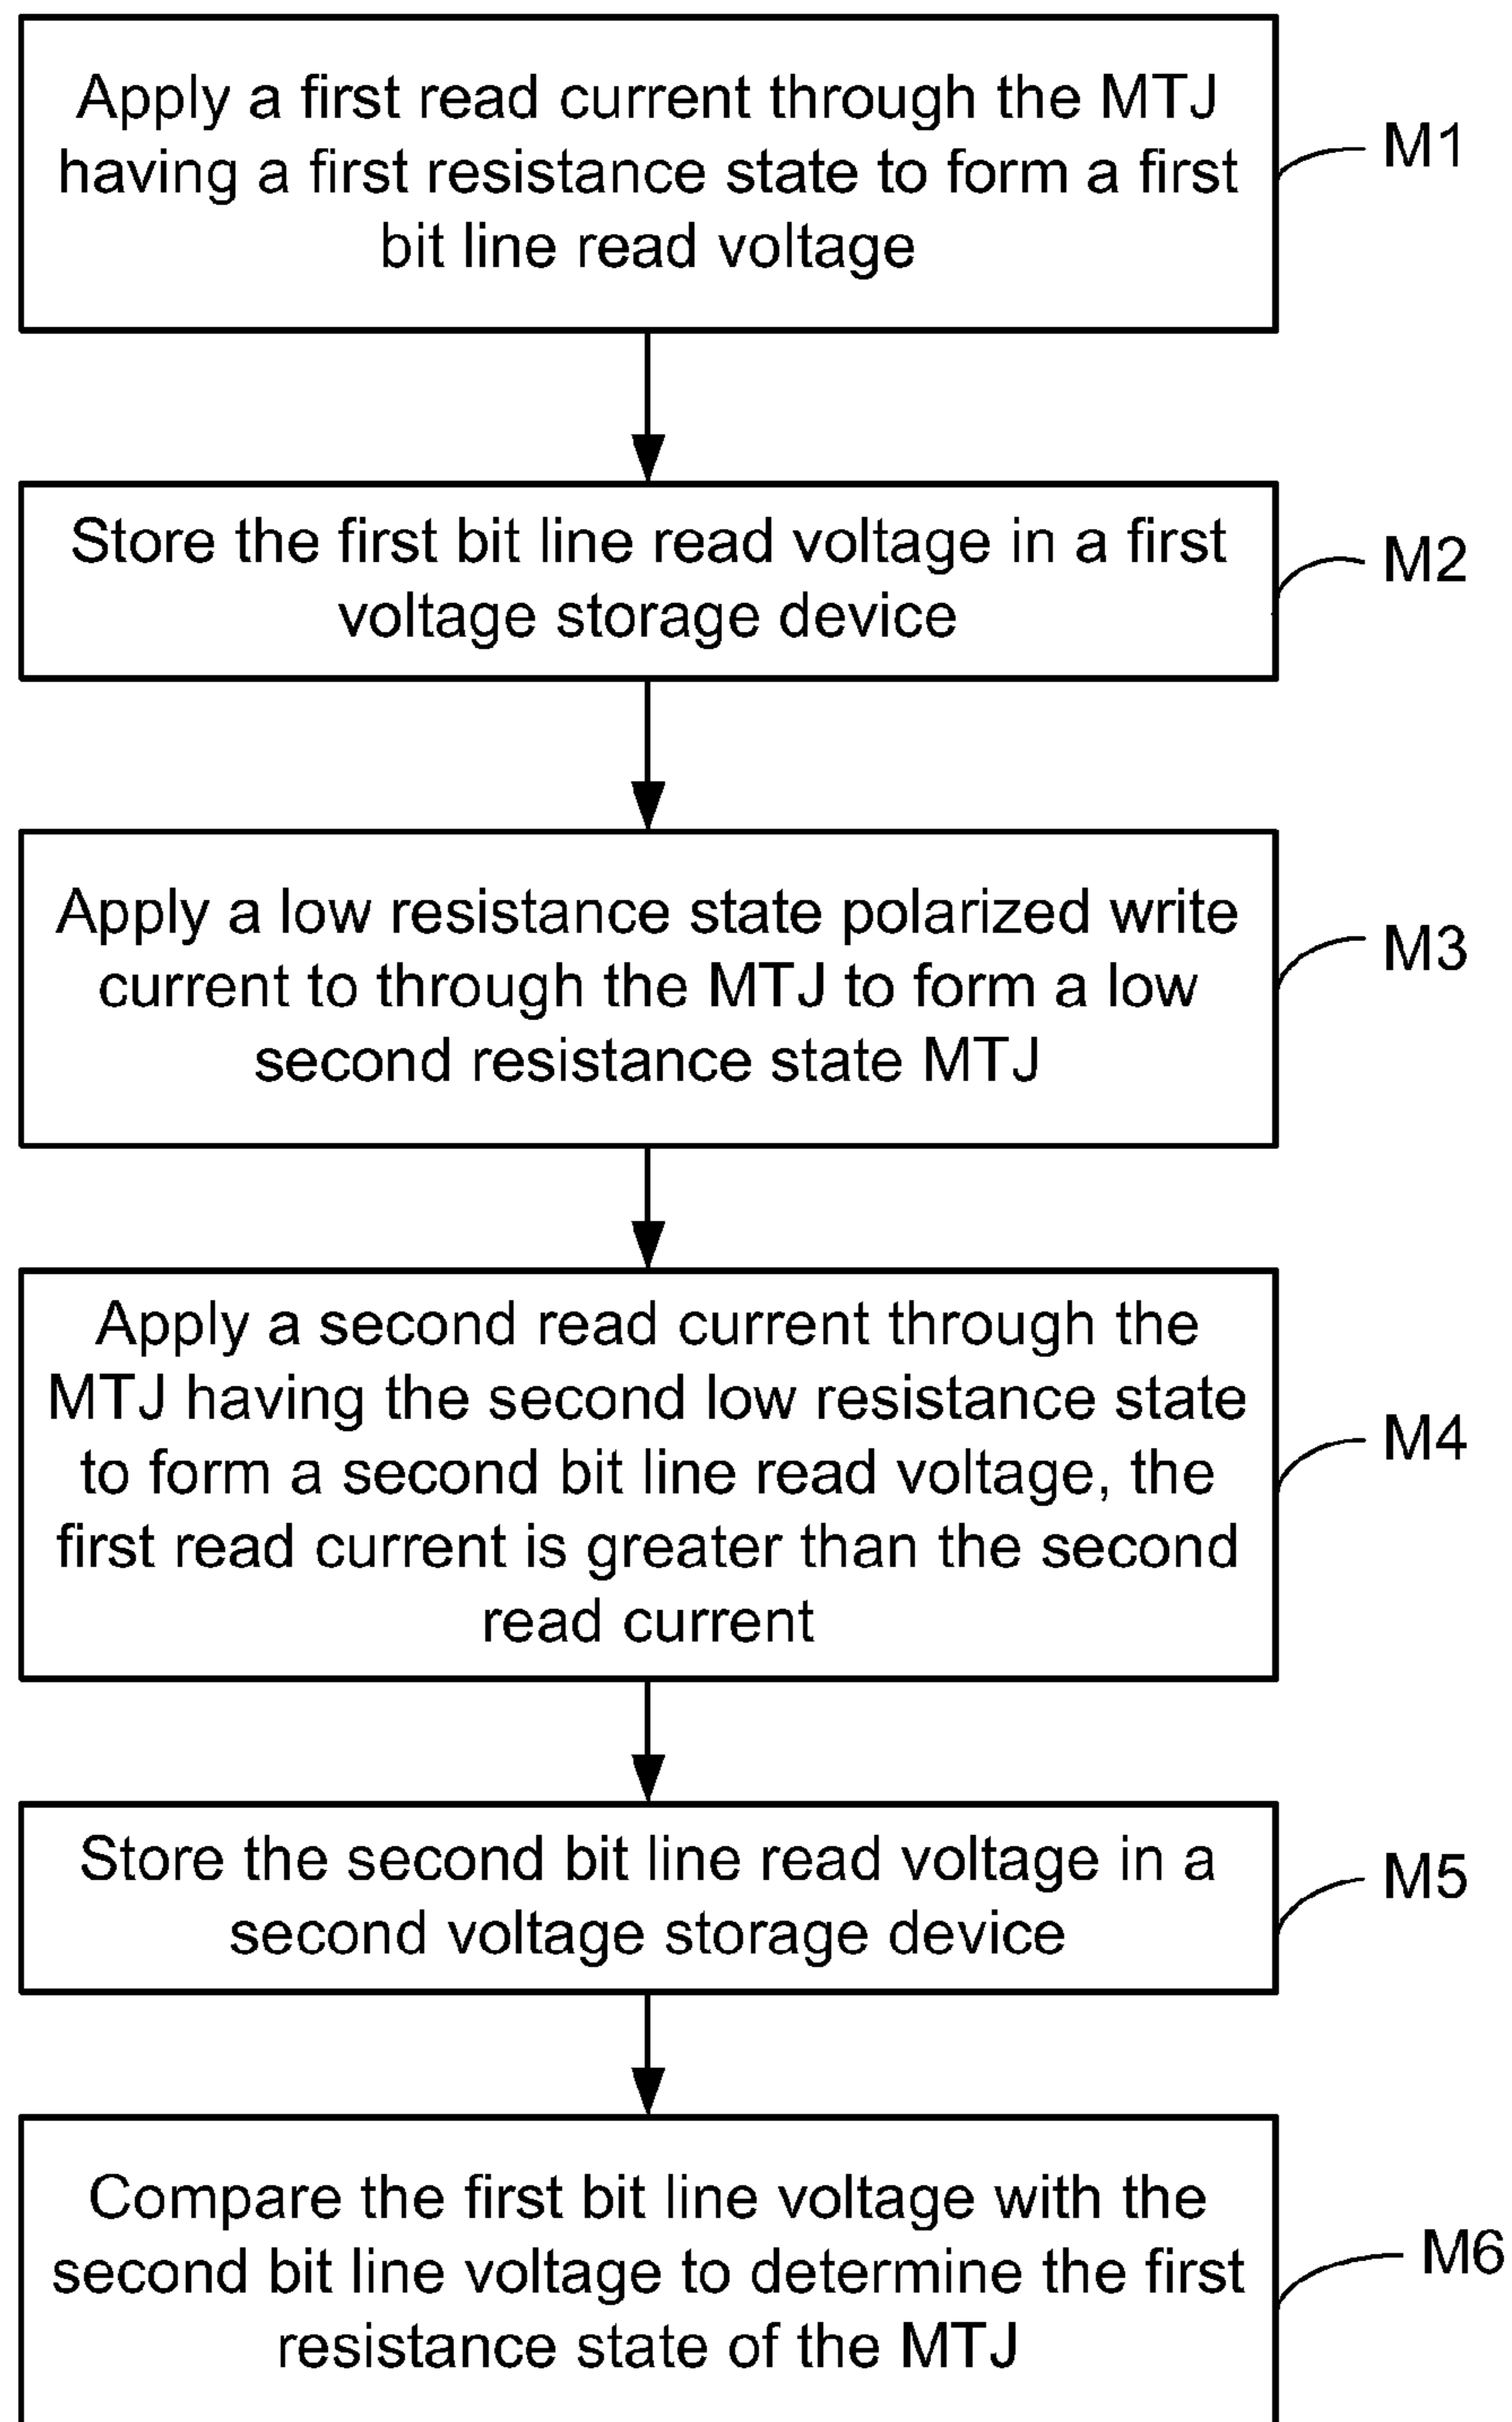 Apply a first read current through the MTJ
having a first resistance state to form a first
bit line read voltage
M1
Store the first bit line read voltage in a first
voltage storage device
M2
Apply a low resistance state polarized write
current to through the MTJ to form a low
second resistance state MTJ
M3
Apply a second read current through the
MTJ having the second low resistance state
to form a second bit line read voltage, the
first read current is greater than the second
read current
M4
Store the second bit line read voltage in a
second voltage storage device
M5
Compare the first bit line voltage with the
second bit line voltage to determine the first
resistance state of the MTJ
M6